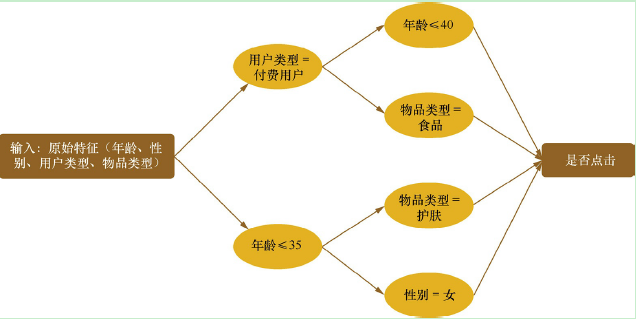 年龄≤40
用户类型 =
付费用户
物品类型 =
食品
输入：原始特征（年龄、性
别、用户类型、物品类型）
是否点击
物品类型 =
护肤
年龄≤35
性别 = 女